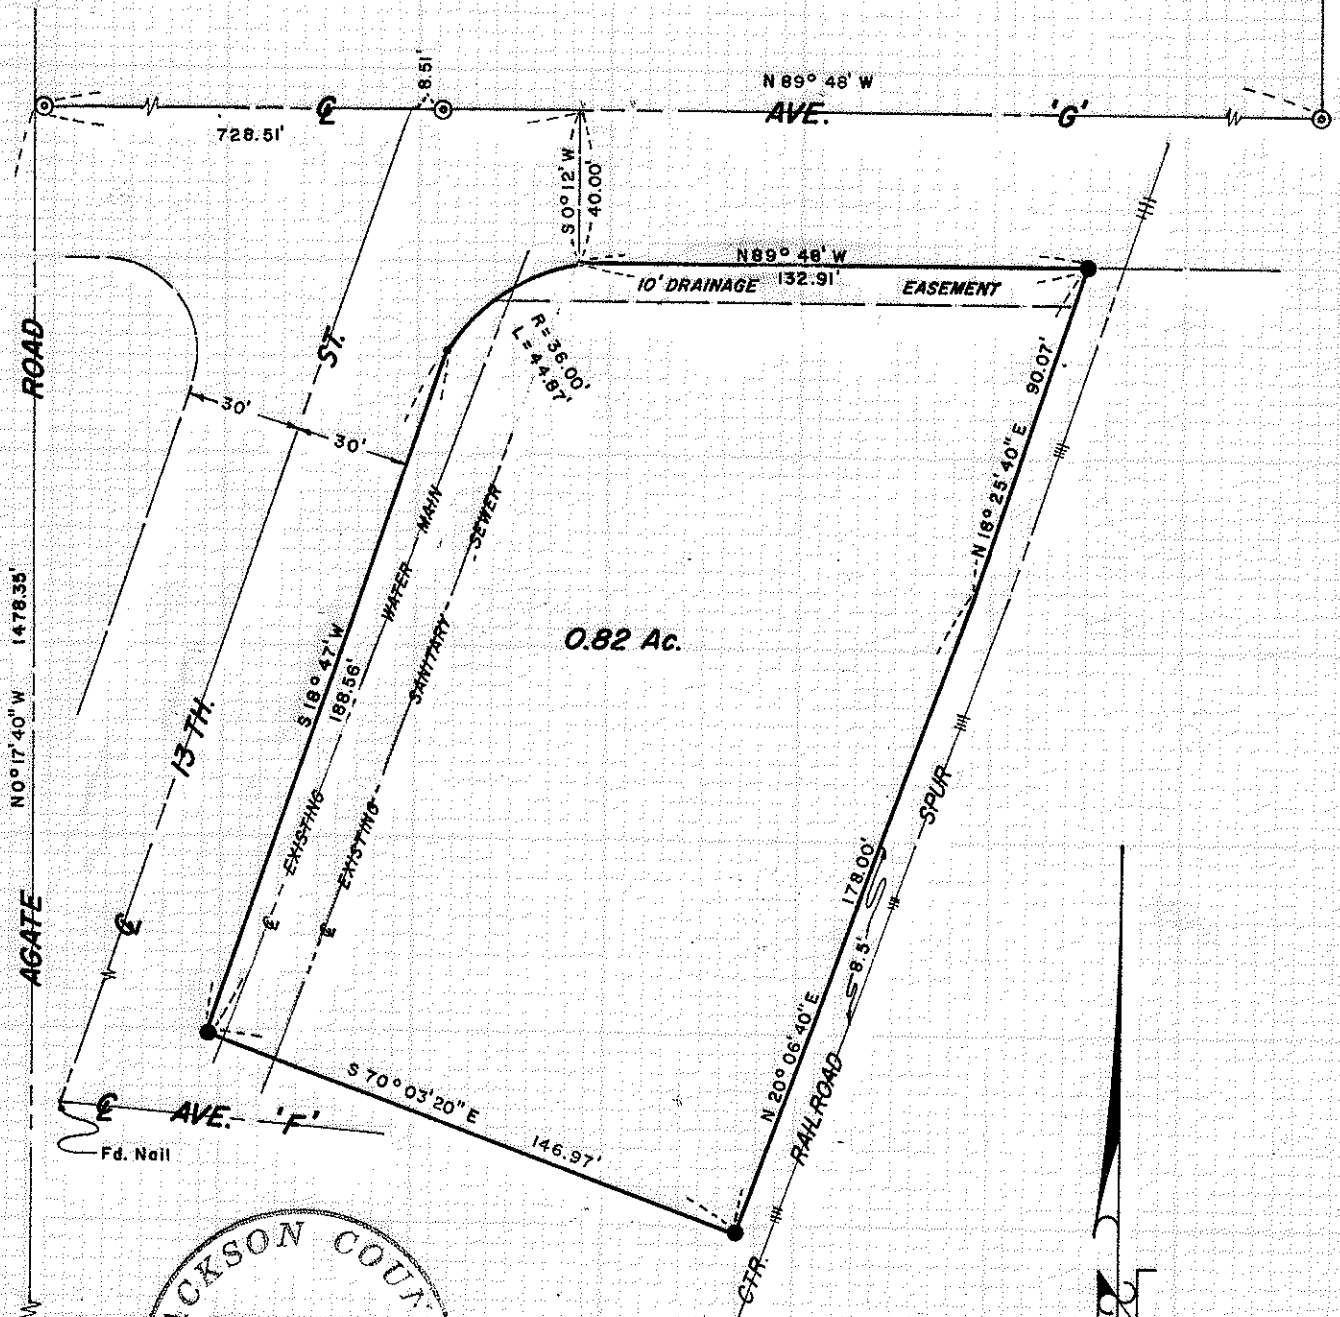 8.51'
N 89° 48' W
℄
AVE. 'G'
728.51'
S 0° 12' W
40.00'
N 89° 48' W
132.91'
10' DRAINAGE EASEMENT
R = 36.00'
L = 44.87'
ROAD
ST.
30'
30'
90.07'
N 18° 25' 40" E
MAIN
SEWER
WATER
SANITARY
N 0° 17' 40" W 1478.35'
0.82 Ac.
S 18° 47' W
188.56'
13 TH.
EXISTING
EXISTING
SPUR
178.00'
8.5'
℄
℄
℄
AGATE
N 20° 06' 40" E
RAILROAD
S 70° 03' 20" E
146.97'
℄ AVE. 'F'
Fd. Nail
CTR.
CKSON COUN